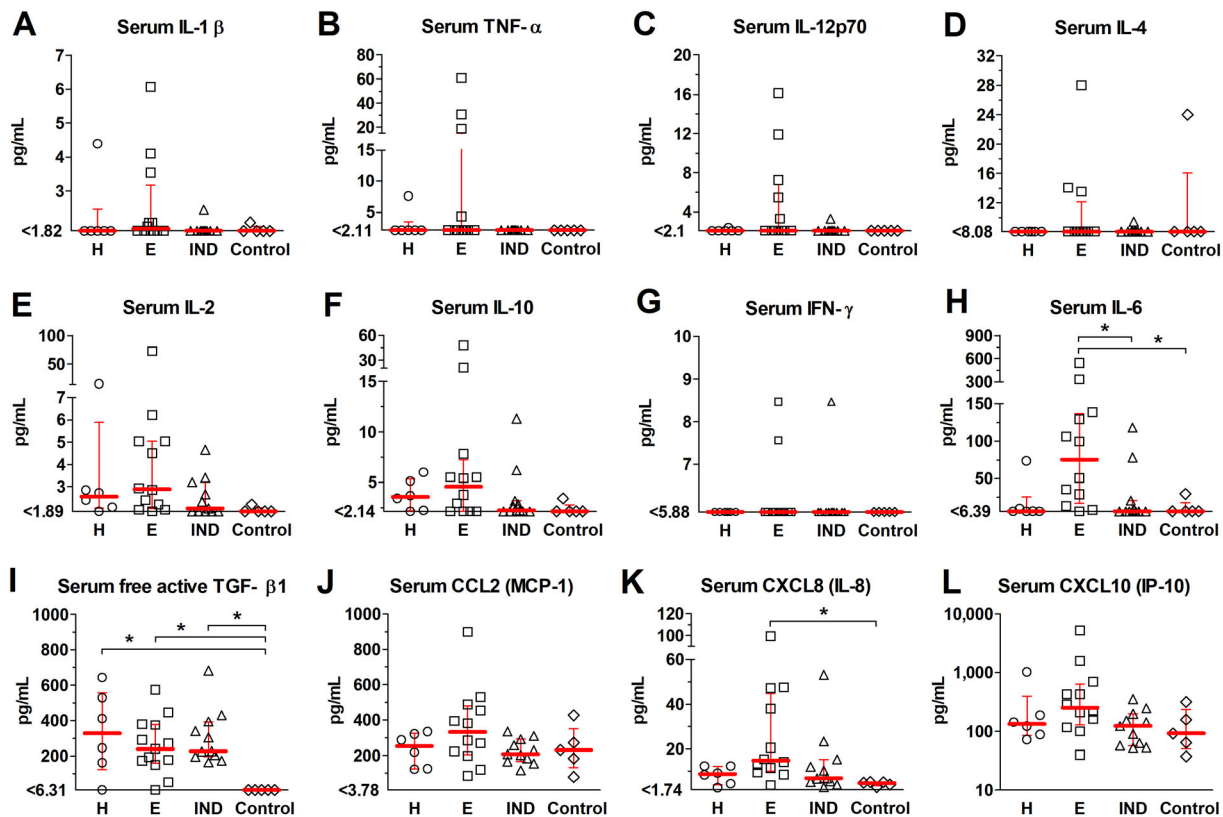 A Serum IL-1 β
pg/mL
7
6
5
4
3
2
<1.82
H E IND Control
B Serum TNF- α
pg/mL
80
60
40
20
15
5
<2.11
H E IND Control
C Serum IL-12p70
pg/mL
20
16
12
8
4
<2.1
H E IND Control
D Serum IL-4
pg/mL
32
28
24
20
16
12
<8.08
H E IND Control
E Serum IL-2
pg/mL
100
50
7
6
5
3
2
<1.89
H E IND Control
F Serum IL-10
pg/mL
60
40
20
15
5
<2.14
H E IND Control
G Serum IFN- γ
pg/mL
10
9
8
7
<5.88
H E IND Control
H Serum IL-6
pg/mL
900
600
300
150
100
50
<6.39
* *
H E IND Control
I Serum free active TGF- β1
pg/mL
1000
800
600
400
200
<6.31
* * *
H E IND Control
J Serum CCL2 (MCP-1)
pg/mL
1000
800
600
400
200
<3.78
H E IND Control
K Serum CXCL8 (IL-8)
pg/mL
120
100
80
60
40
20
<1.74
*
H E IND Control
L Serum CXCL10 (IP-10)
pg/mL
10,000
1,000
100
10
H E IND Control